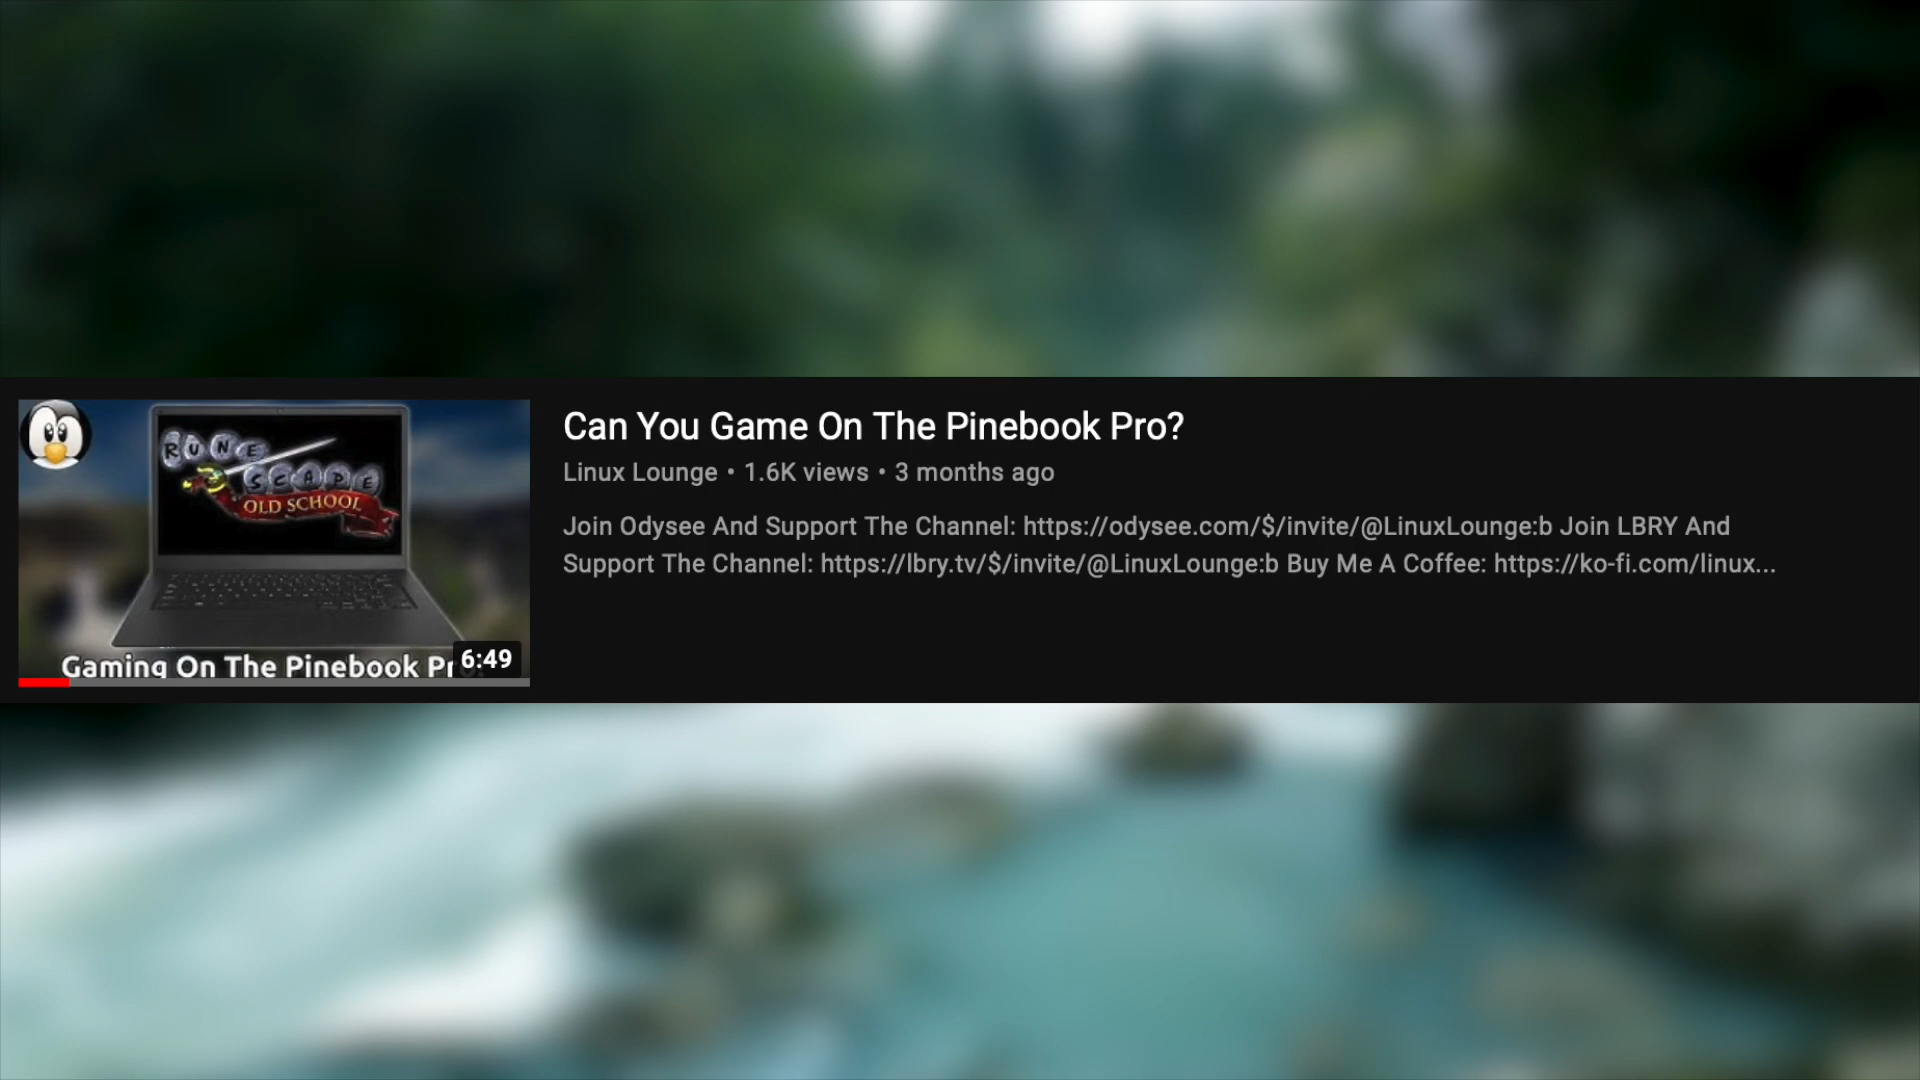 Can You Game On The Pinebook Pro?
Linux Lounge • 1.6K views • 3 months ago
Join Odysee And Support The Channel: https://odysee.com/$/invite/@LinuxLounge:b Join LBRY And
Support The Channel: https://lbry.tv/$/invite/@LinuxLounge:b Buy Me A Coffee: https://ko-fi.com/linux...
RUNE
SCAPE
OLD SCHOOL
Gaming On The Pinebook
6:49